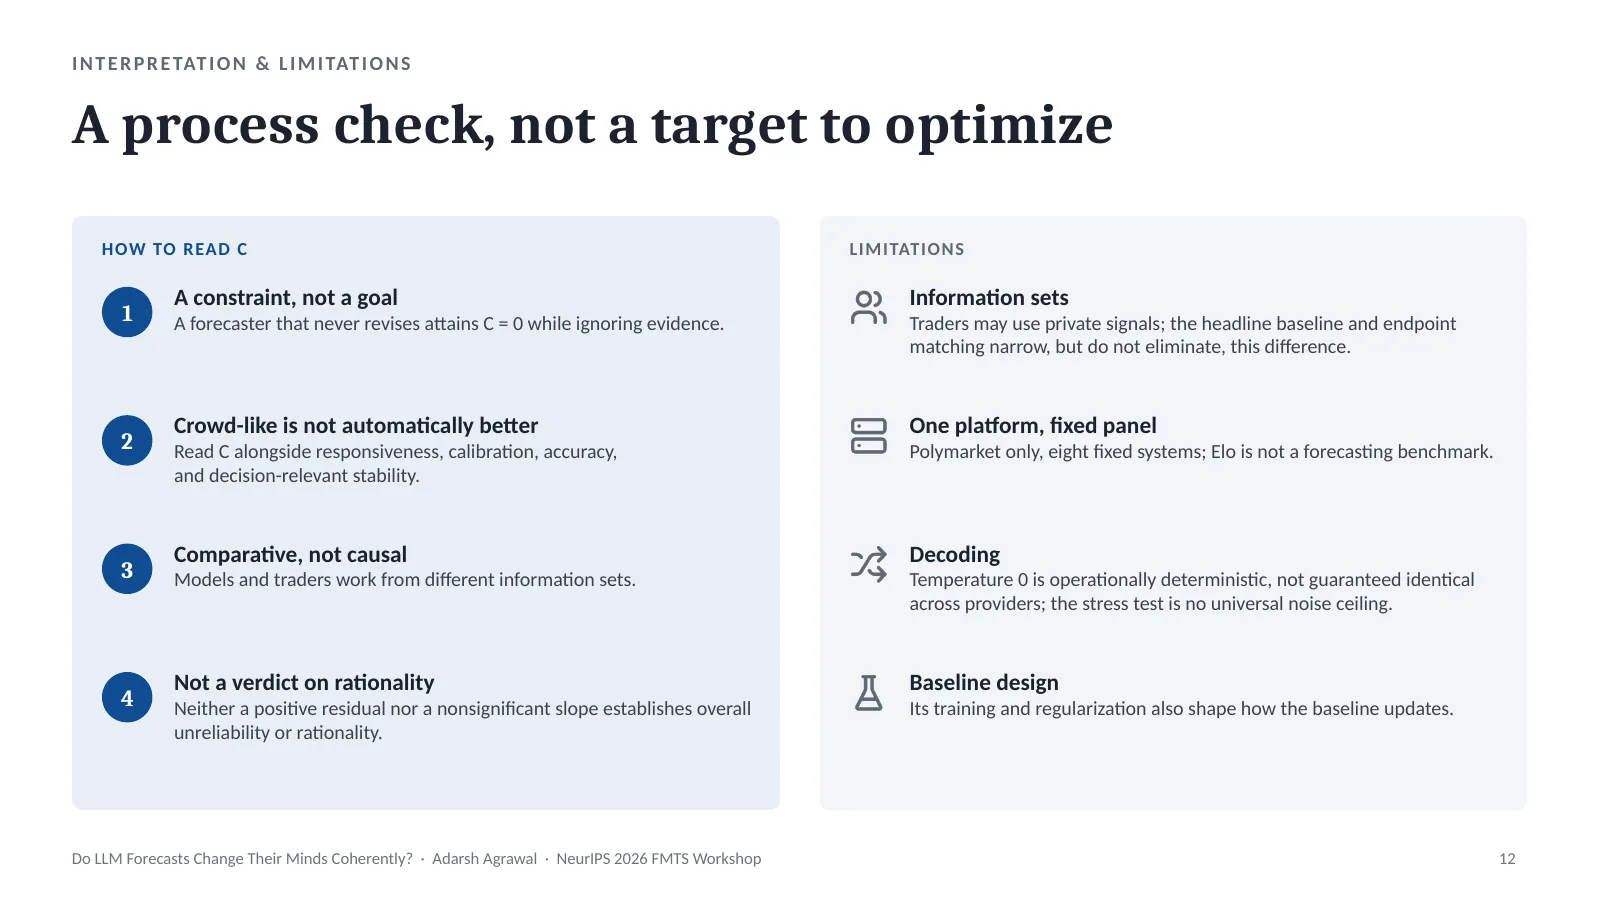 INTERPRETATION & LIMITATIONS
A process check, not a target to optimize
HOW TO READ C
1
A constraint, not a goal
A forecaster that never revises attains C = 0 while ignoring evidence.
2
Crowd-like is not automatically better
Read C alongside responsiveness, calibration, accuracy,
and decision-relevant stability.
3
Comparative, not causal
Models and traders work from different information sets.
4
Not a verdict on rationality
Neither a positive residual nor a nonsignificant slope establishes overall
unreliability or rationality.
LIMITATIONS
Information sets
Traders may use private signals; the headline baseline and endpoint
matching narrow, but do not eliminate, this difference.
One platform, fixed panel
Polymarket only, eight fixed systems; Elo is not a forecasting benchmark.
Decoding
Temperature 0 is operationally deterministic, not guaranteed identical
across providers; the stress test is no universal noise ceiling.
Baseline design
Its training and regularization also shape how the baseline updates.
Do LLM Forecasts Change Their Minds Coherently? · Adarsh Agrawal · NeurIPS 2026 FMTS Workshop
12